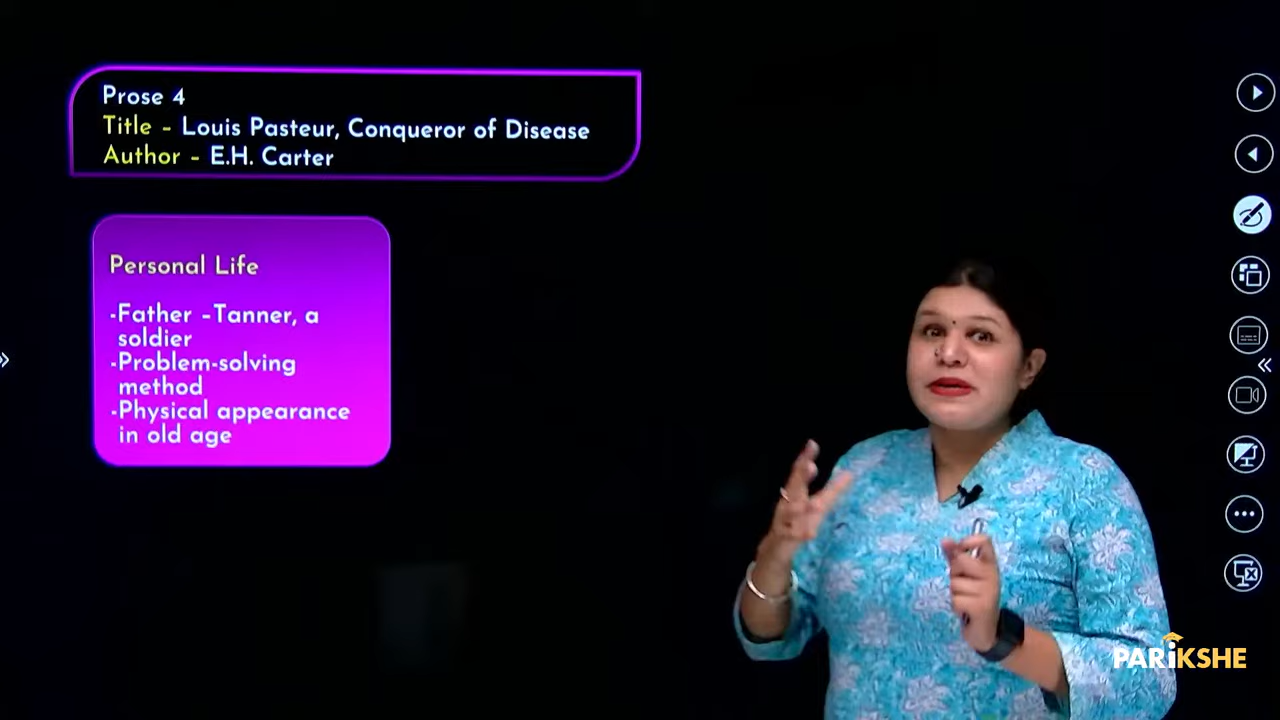 Prose 4
Title – Louis Pasteur, Conqueror of Disease
Author – E.H. Carter
Personal Life
-Father –Tanner, a
soldier
-Problem-solving
method
-Physical appearance
in old age
PARiKSHE